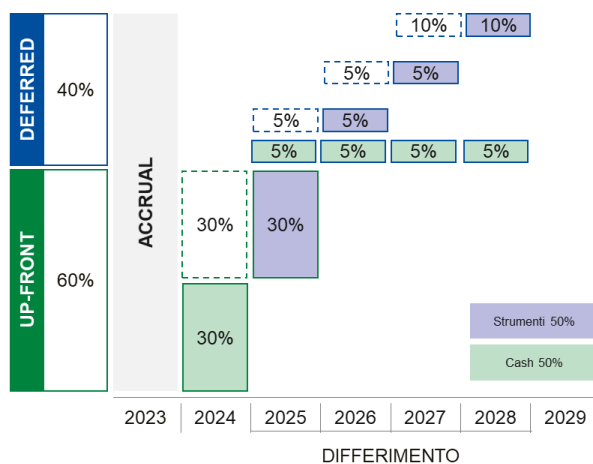 DEFERRED
40%
UP-FRONT
60%
ACCRUAL
10% 10%
5% 5%
5% 5%
5% 5% 5% 5%
30% 30%
30%
Strumenti 50%
Cash 50%
2023 2024 2025 2026 2027 2028 2029
DIFFERIMENTO